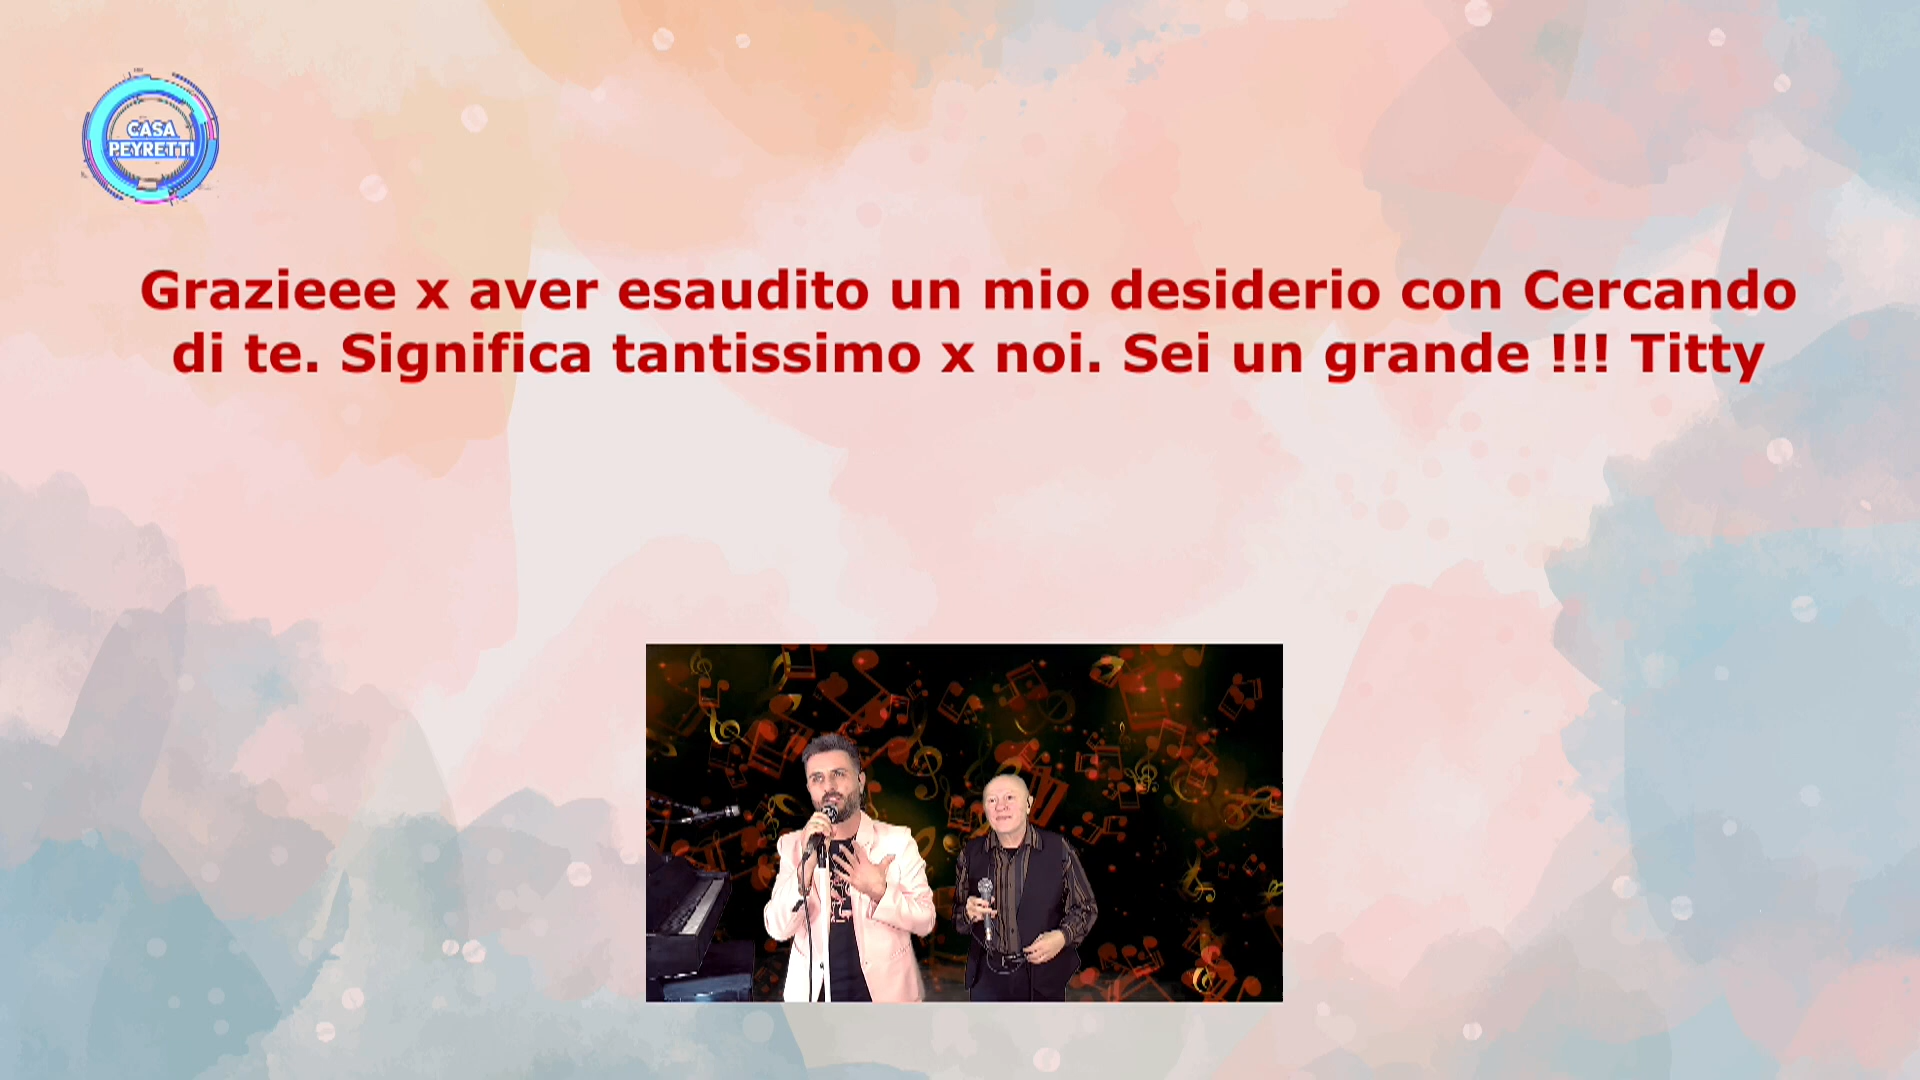 CASA
PEYRETTI
Grazieee x aver esaudito un mio desiderio con Cercando
di te. Significa tantissimo x noi. Sei un grande !!! Titty